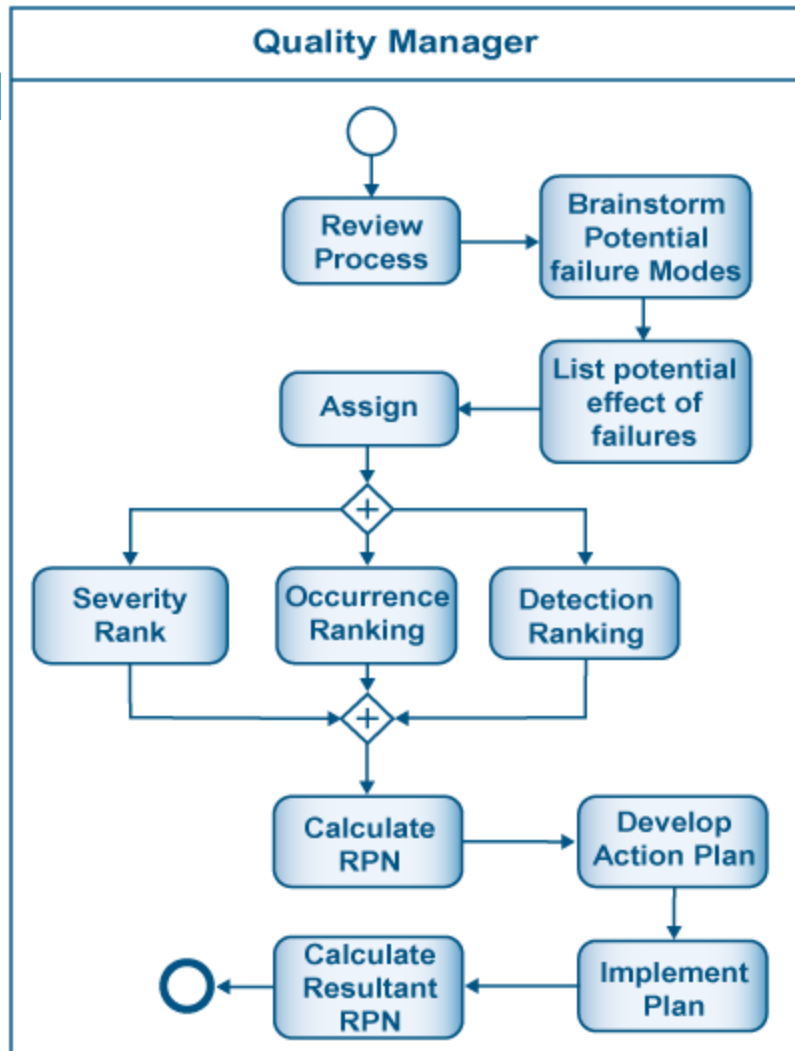 Quality Manager
Review
Process
Brainstorm
Potential
failure Modes
List potential
effect of
failures
Assign
Severity
Rank
Occurrence
Ranking
Detection
Ranking
Calculate
RPN
Develop
Action Plan
Implement
Plan
Calculate
Resultant
RPN